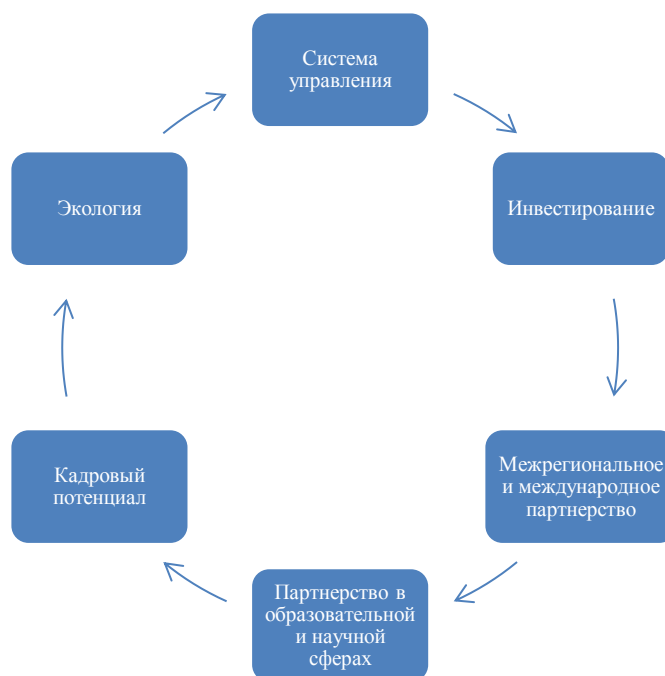 Система
управления
Инвестирование
Межрегиональное
и международное
партнерство
Партнерство в
образовательной
и научной
сферах
Кадровый
потенциал
Экология